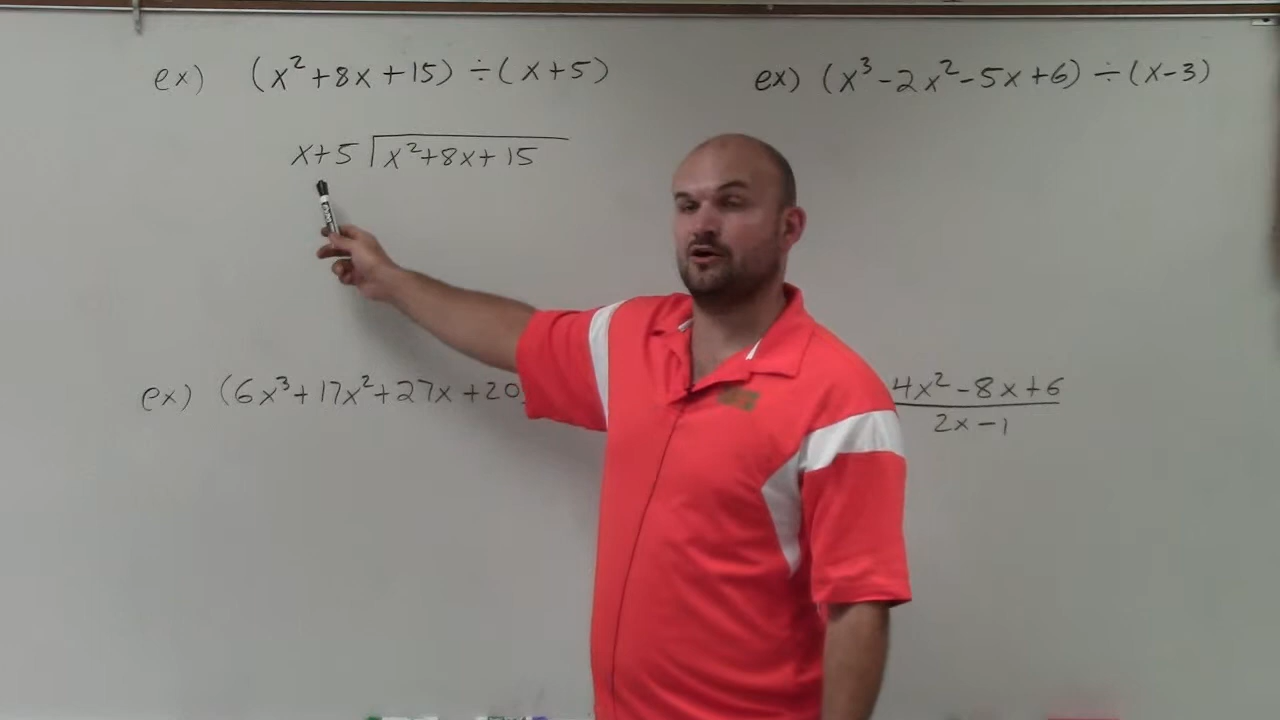 ex) (x²+8x+15)÷(x+5)
x+5 x²+8x+15
ex) (x³-2x²-5x+6)÷(x-3)
ex) (6x³+17x²+27x+20
4x²-8x+6
2x-1